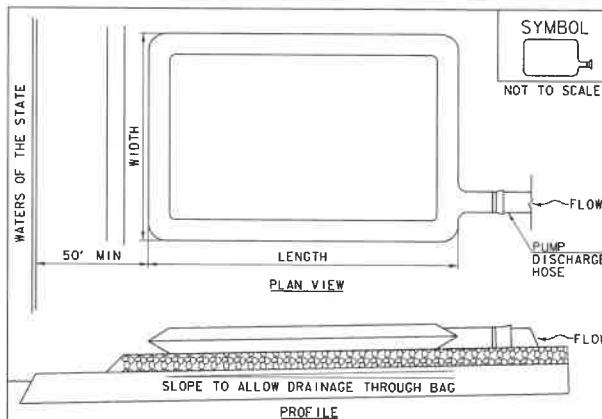 SYMBOL
NOT TO SCALE
WATERS OF THE STATE
WIDTH
FLOW
50' MIN
LENGTH
PUMP
DISCHARGE
HOSE
PLAN VIEW
FLOW
SLOPE TO ALLOW DRAINAGE THROUGH BAG
PROFILE